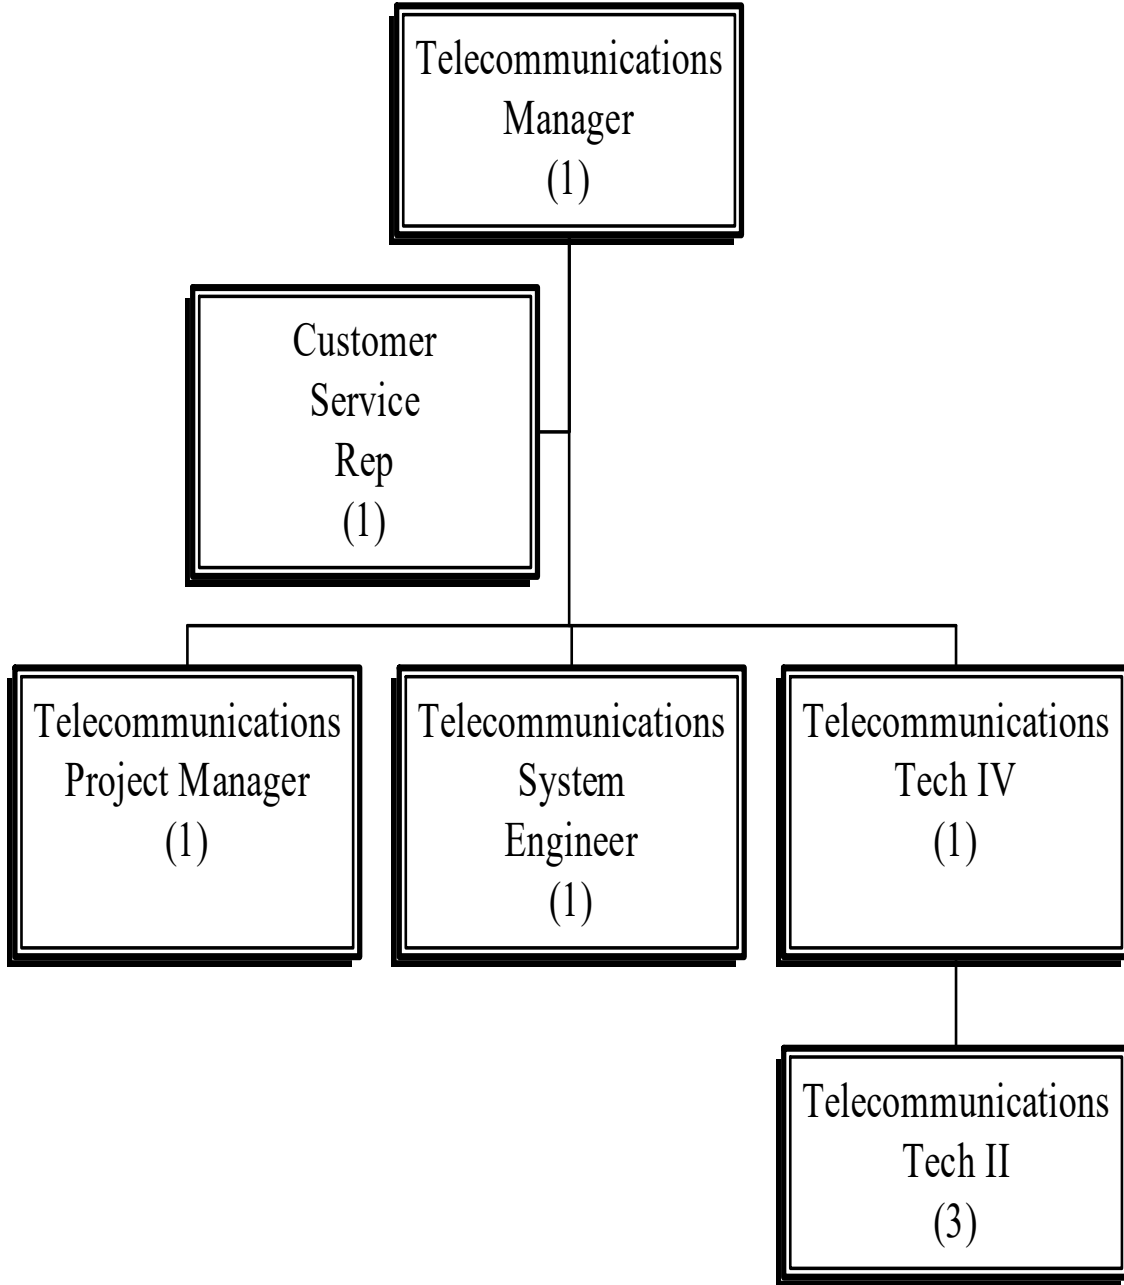 Telecommunications
Manager
(1)
Customer
Service
Rep
(1)
Telecommunications
Project Manager
(1)
Telecommunications
System
Engineer
(1)
Telecommunications
Tech IV
(1)
Telecommunications
Tech II
(3)